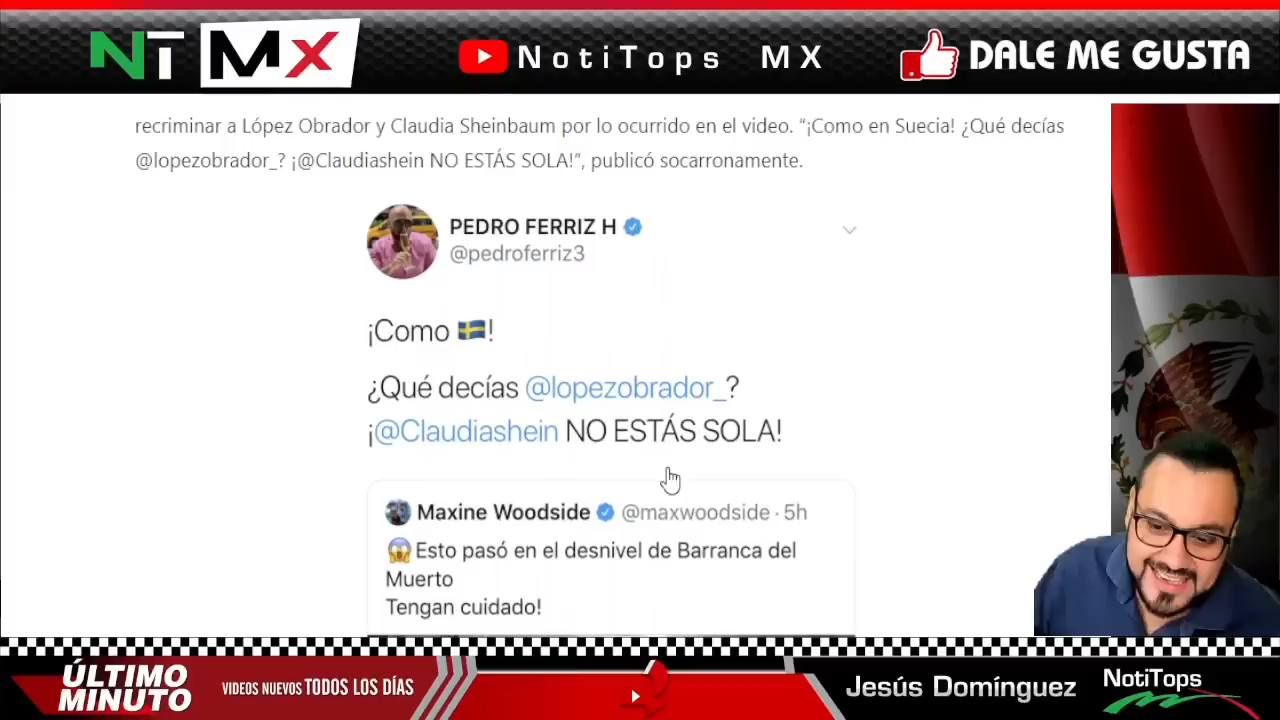 NT MX
NotiTops MX
DALE ME GUSTA
recriminar a López Obrador y Claudia Sheinbaum por lo ocurrido en el video. “¡Como en Suecia! ¿Qué decías
@lopezobrador_? ¡@Claudiashein NO ESTÁS SOLA!”, publicó socarronamente.
PEDRO FERRIZ H
@pedroferriz3
¡Como 🇸🇪!
¿Qué decías @lopezobrador_?
¡@Claudiashein NO ESTÁS SOLA!
Maxine Woodside @maxwoodside · 5h
😱Esto pasó en el desnivel de Barranca del
Muerto
Tengan cuidado!
ÚLTIMO
MINUTO
VIDEOS NUEVOS TODOS LOS DÍAS
Jesús Domínguez
NotiTops